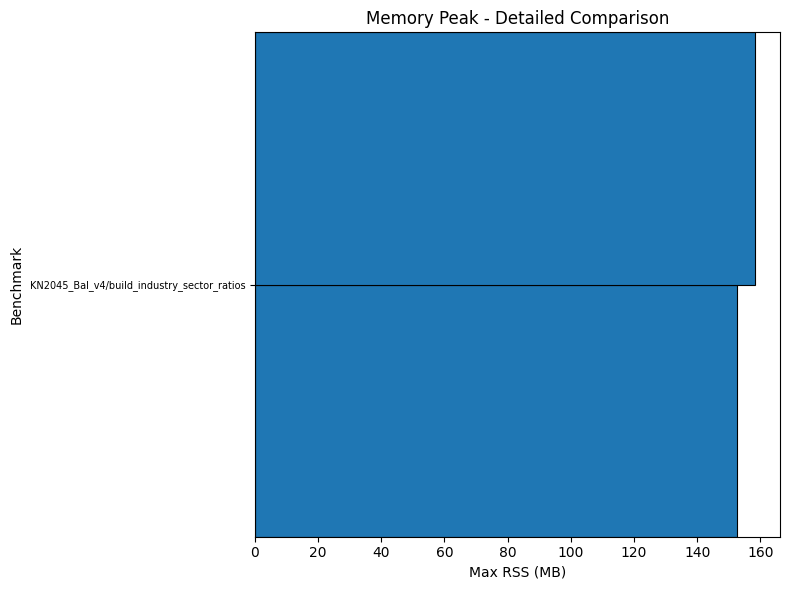 Memory Peak - Detailed Comparison
Benchmark
KN2045_Bal_v4/build_industry_sector_ratios
0 20 40 60 80 100 120 140 160
Max RSS (MB)